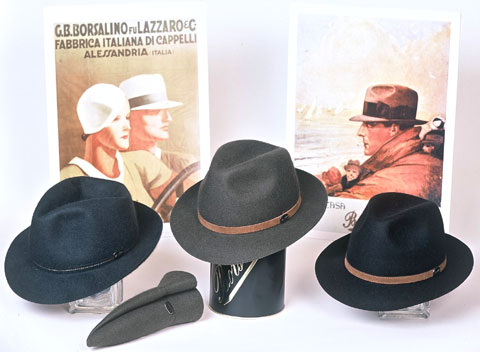 G.B.BORSALINO FU LAZZARO & C.
FABBRICA ITALIANA DI CAPPELLI
ALESSANDRIA - ITALIA -